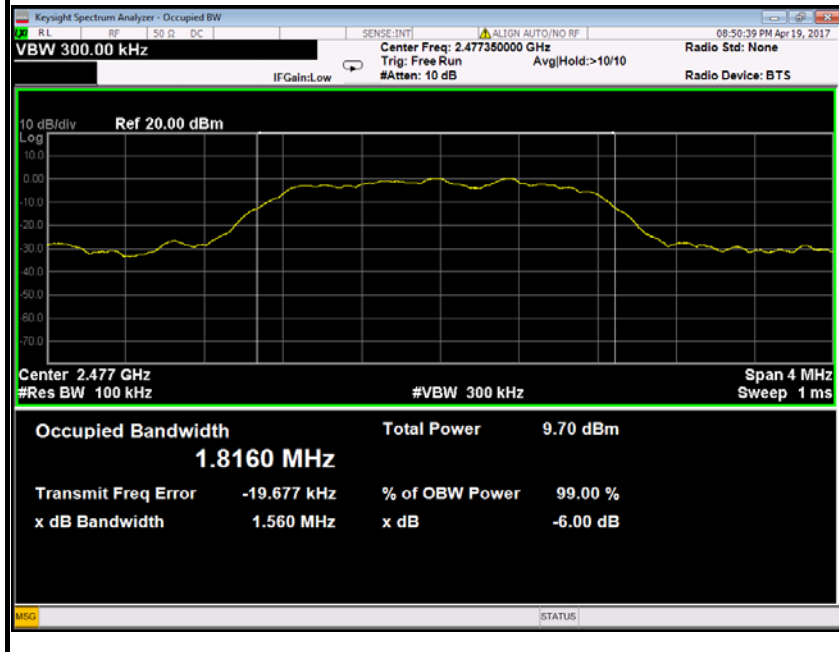 Keysight Spectrum Analyzer - Occupied BW
RL RF 50 Ω DC SENSE:INT ALIGN AUTO/NO RF 08:50:39 PM Apr 19, 2017
VBW 300.00 kHz Center Freq: 2.477350000 GHz Radio Std: None
Trig: Free Run Avg|Hold:>10/10
IFGain:Low #Atten: 10 dB Radio Device: BTS
10 dB/div Ref 20.00 dBm
Log
10.0
0.00
-10.0
-20.0
-30.0
-40.0
-50.0
-60.0
-70.0
Center 2.477 GHz Span 4 MHz
#Res BW 100 kHz #VBW 300 kHz Sweep 1 ms
Occupied Bandwidth Total Power 9.70 dBm
1.8160 MHz
Transmit Freq Error -19.677 kHz % of OBW Power 99.00 %
x dB Bandwidth 1.560 MHz x dB -6.00 dB
MSG STATUS